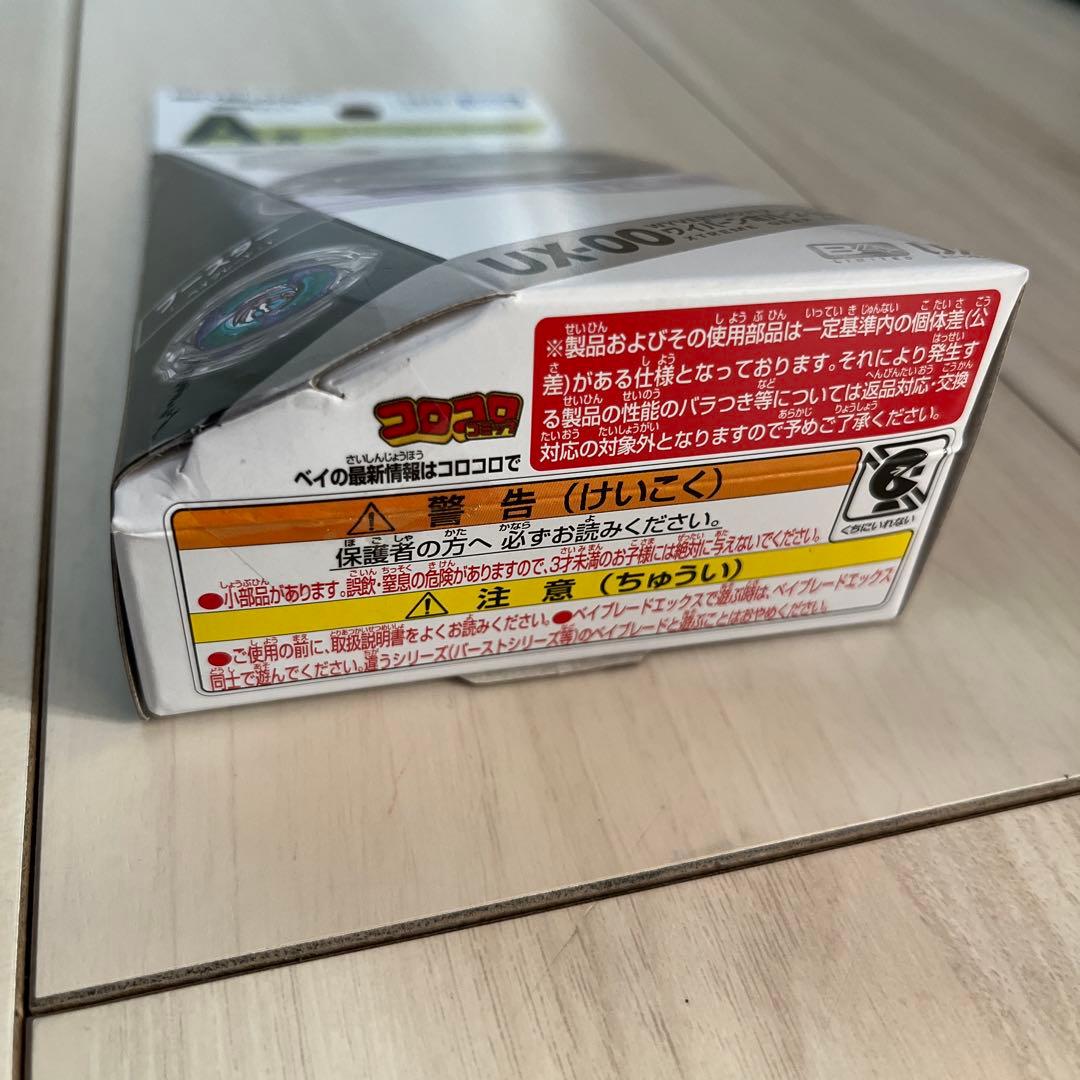 A
UX-00
ワイバーン
XTREME GEAR
※製品およびその使用部品は一定基準内の個体差(公
差)がある仕様となっております。それにより発生す
る製品の性能のバラつき等については返品対応・交換
対応の対象外となりますので予めご了承ください。
コロコロ
コミック
ベイの最新情報はコロコロで
警告(けいこく)
保護者の方へ 必ずお読みください。
●小部品があります。誤飲・窒息の危険がありますので、3才未満のお子様には絶対に与えないでください。
くちにいれない
注意(ちゅうい)
●ご使用の前に、取扱説明書をよくお読みください。●ベイブレードエックスで遊ぶ時は、ベイブレードエックス
同士で遊んでください。違うシリーズ(バーストシリーズ等)のベイブレードと遊ぶことはおやめください。